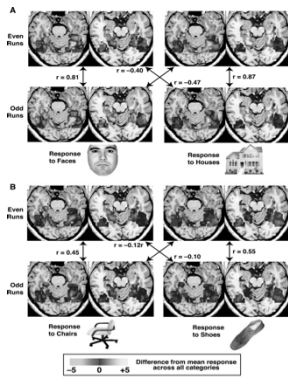 A
Even
Runs
r = 0.81
r = –0.40
r = –0.47
r = 0.87
Odd
Runs
Response
to Faces
Response
to Houses
B
Even
Runs
r = 0.45
r = –0.12r
r = –0.10
r = 0.55
Odd
Runs
Response
to Chairs
Response
to Shoes
–5 0 +5
Difference from mean response
across all categories